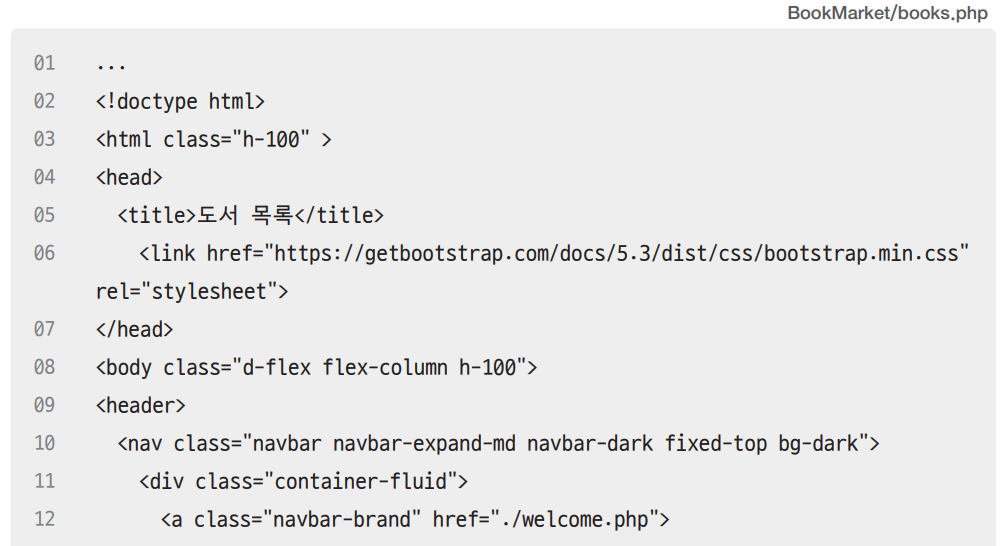 BookMarket/books.php
01 ...
02 <!doctype html>
03 <html class="h-100" >
04 <head>
05 <title>도서 목록</title>
06 <link href="https://getbootstrap.com/docs/5.3/dist/css/bootstrap.min.css"
rel="stylesheet">
07 </head>
08 <body class="d-flex flex-column h-100">
09 <header>
10 <nav class="navbar navbar-expand-md navbar-dark fixed-top bg-dark">
11 <div class="container-fluid">
12 <a class="navbar-brand" href="./welcome.php">